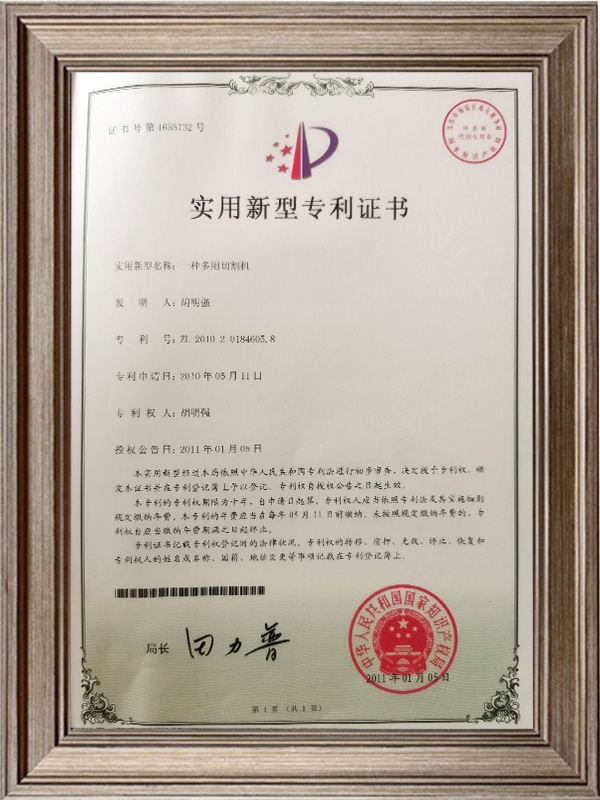 证书号第1655732号
实用新型专利证书
实用新型名称：一种多用切割机
发明人：胡明强
专利号：ZL 2010 2 0184605.8
专利申请日：2010年05月11日
专利权人：胡明强
授权公告日：2011年01月05日
本实用新型经过本局依照中华人民共和国专利法进行初步审查，决定授予专利权，颁
发本证书并在专利登记簿上予以登记。专利权自授权公告之日起生效。
本专利的专利权期限为十年，自申请日起算。专利权人应当依照专利法及其实施细则
规定缴纳年费。本专利的年费应当在每年05月11日前缴纳。未按照规定缴纳年费的，专
利权自应当缴纳年费期满之日起终止。
专利证书记载专利权登记时的法律状况。专利权的转移、质押、无效、终止、恢复和
专利权人的姓名或名称、国籍、地址变更等事项记载在专利登记簿上。
局长
田力普
中华人民共和国国家知识产权局
2011年01月05日
第1页（共1页）